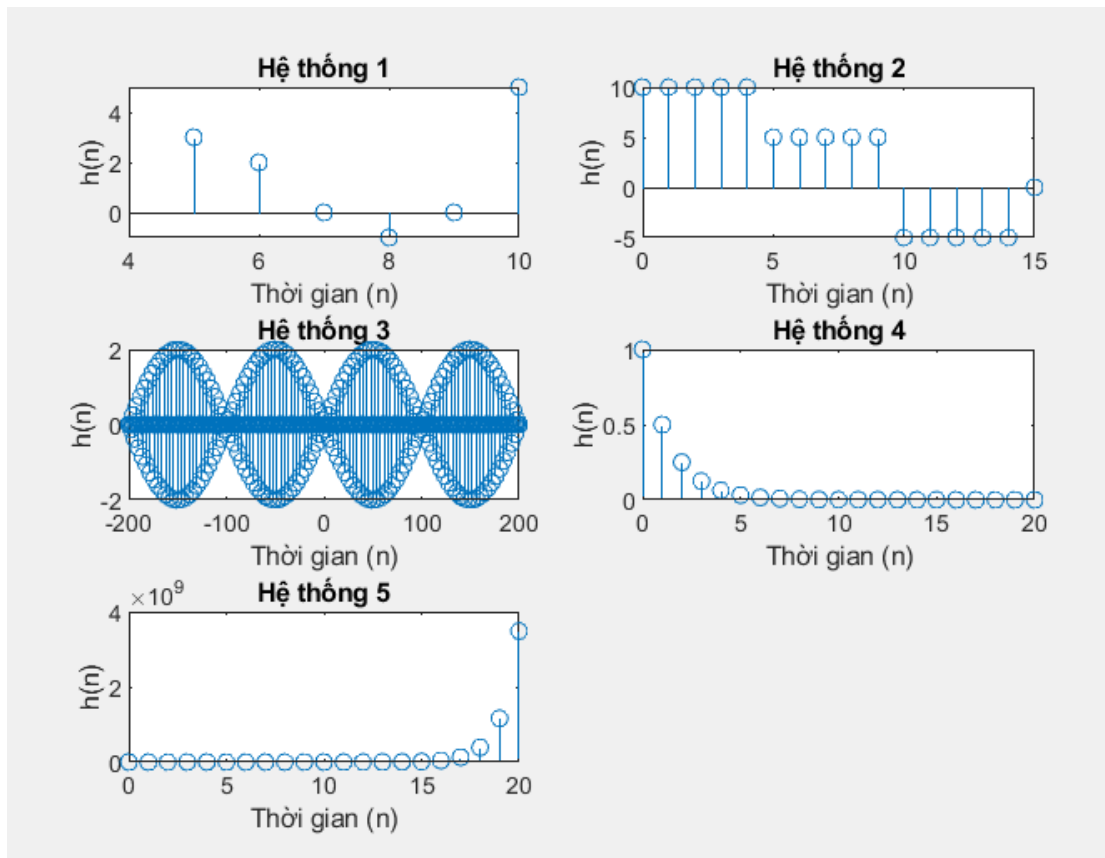 Hệ thống 1
h(n)
4
2
0
4 6 8 10
Thời gian (n)
Hệ thống 2
h(n)
10
5
0
-5
0 5 10 15
Thời gian (n)
Hệ thống 3
h(n)
2
0
-2
-200 -100 0 100 200
Thời gian (n)
Hệ thống 4
h(n)
1
0.5
0
0 5 10 15 20
Thời gian (n)
Hệ thống 5
×10⁹
h(n)
4
2
0
0 5 10 15 20
Thời gian (n)